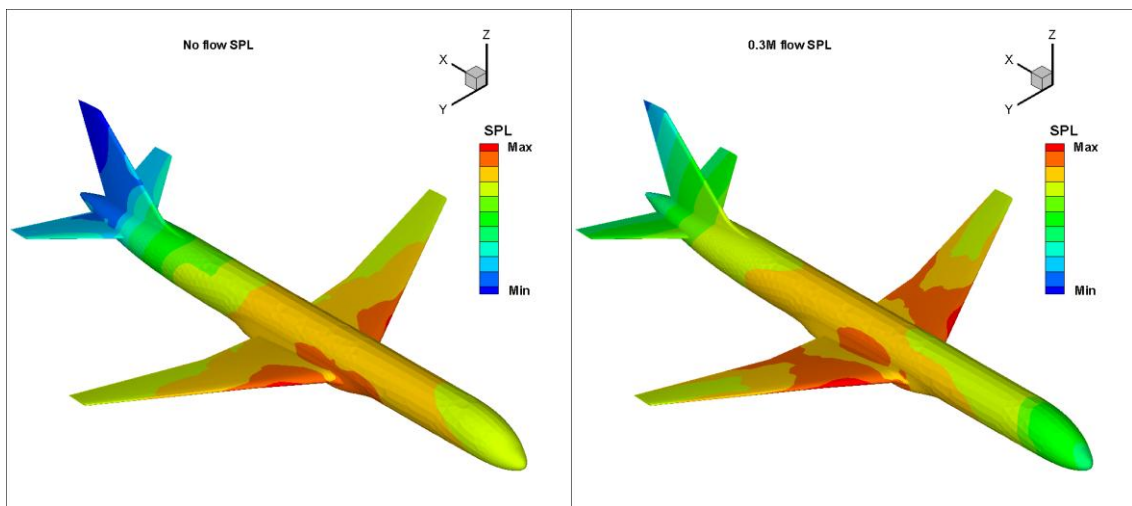 No flow SPL
Z
X
Y
SPL
Max
Min
0.3M flow SPL
Z
X
Y
SPL
Max
Min